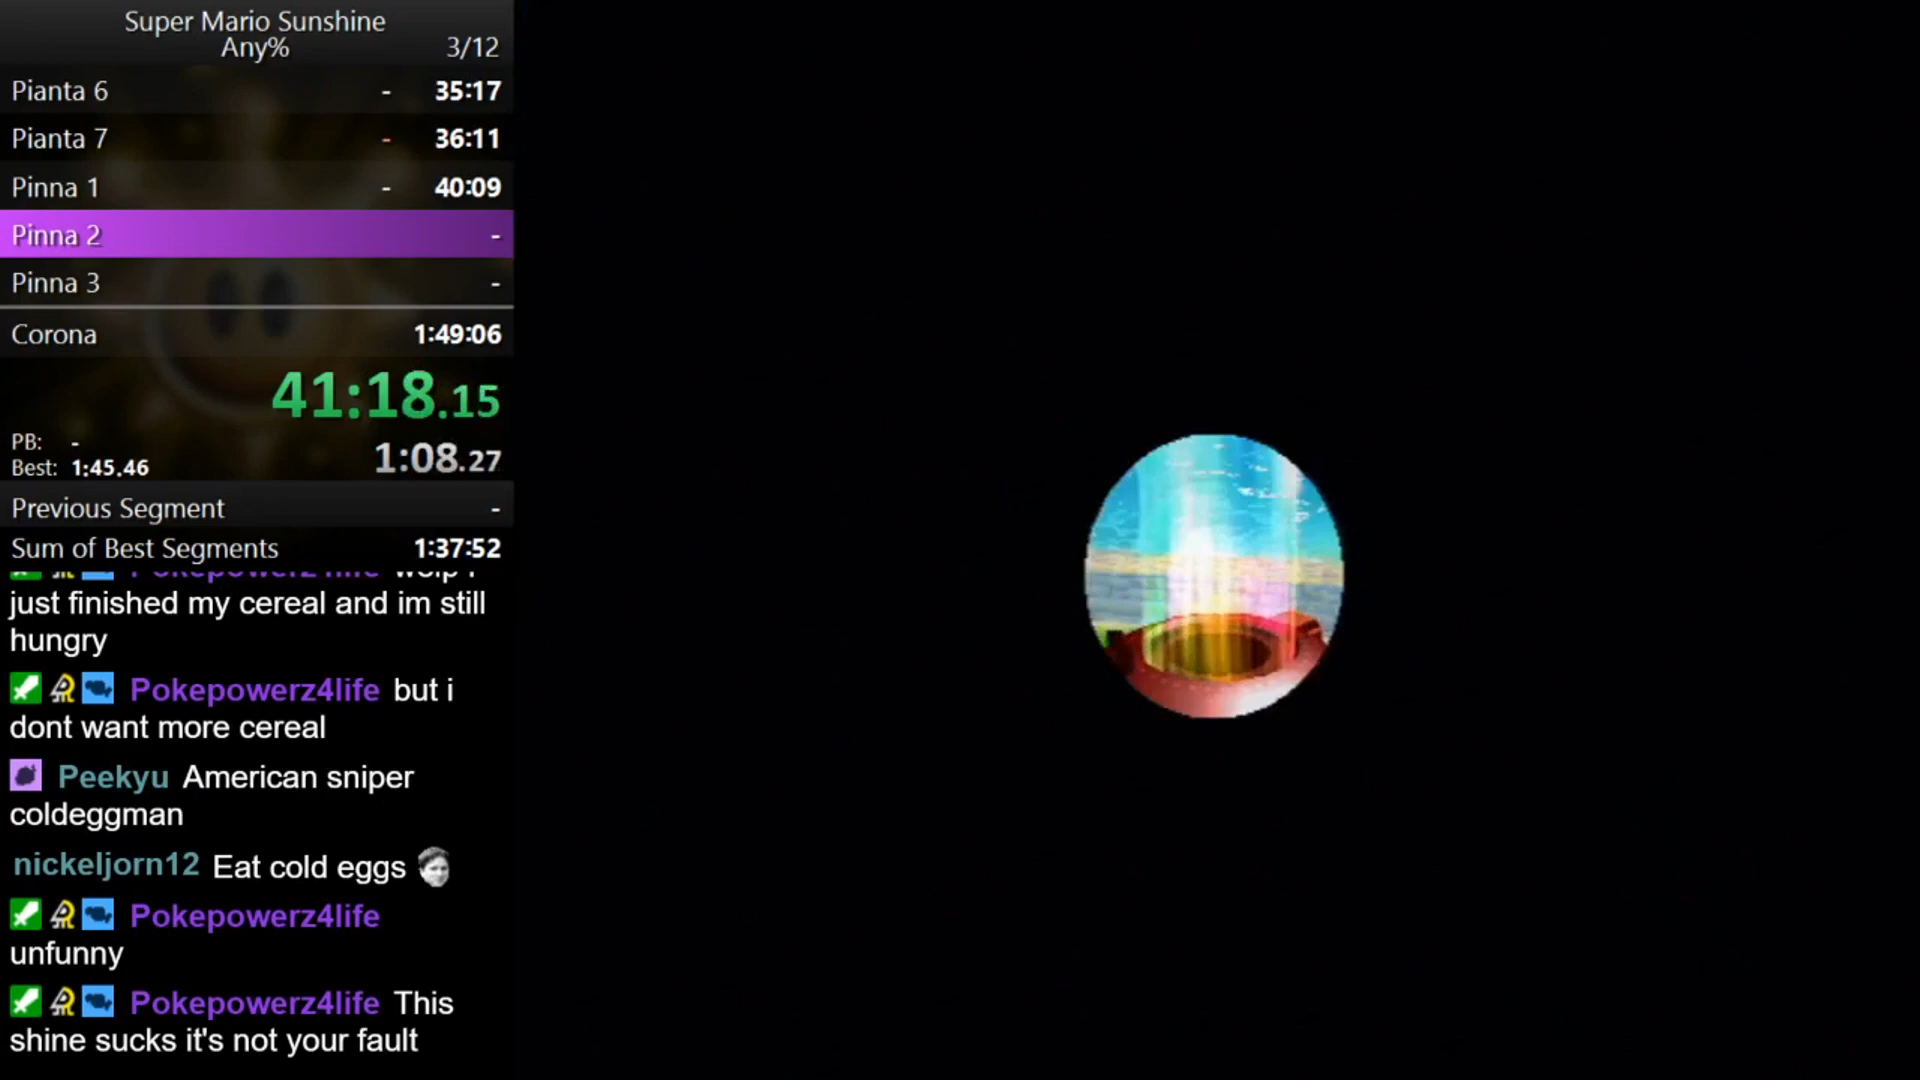 Super Mario Sunshine
Any%
3/12
Pianta 6 - 35:17
Pianta 7 - 36:11
Pinna 1 - 40:09
Pinna 2 -
Pinna 3 -
Corona 1:49:06
41:18.15
PB: -
1:08.27
Best: 1:45.46
Previous Segment -
Sum of Best Segments 1:37:52
Pokepowerz4life welp i
just finished my cereal and im still
hungry
Pokepowerz4life but i
dont want more cereal
Peekyu American sniper
coldeggman
nickeljorn12 Eat cold eggs
Pokepowerz4life
unfunny
Pokepowerz4life This
shine sucks it's not your fault